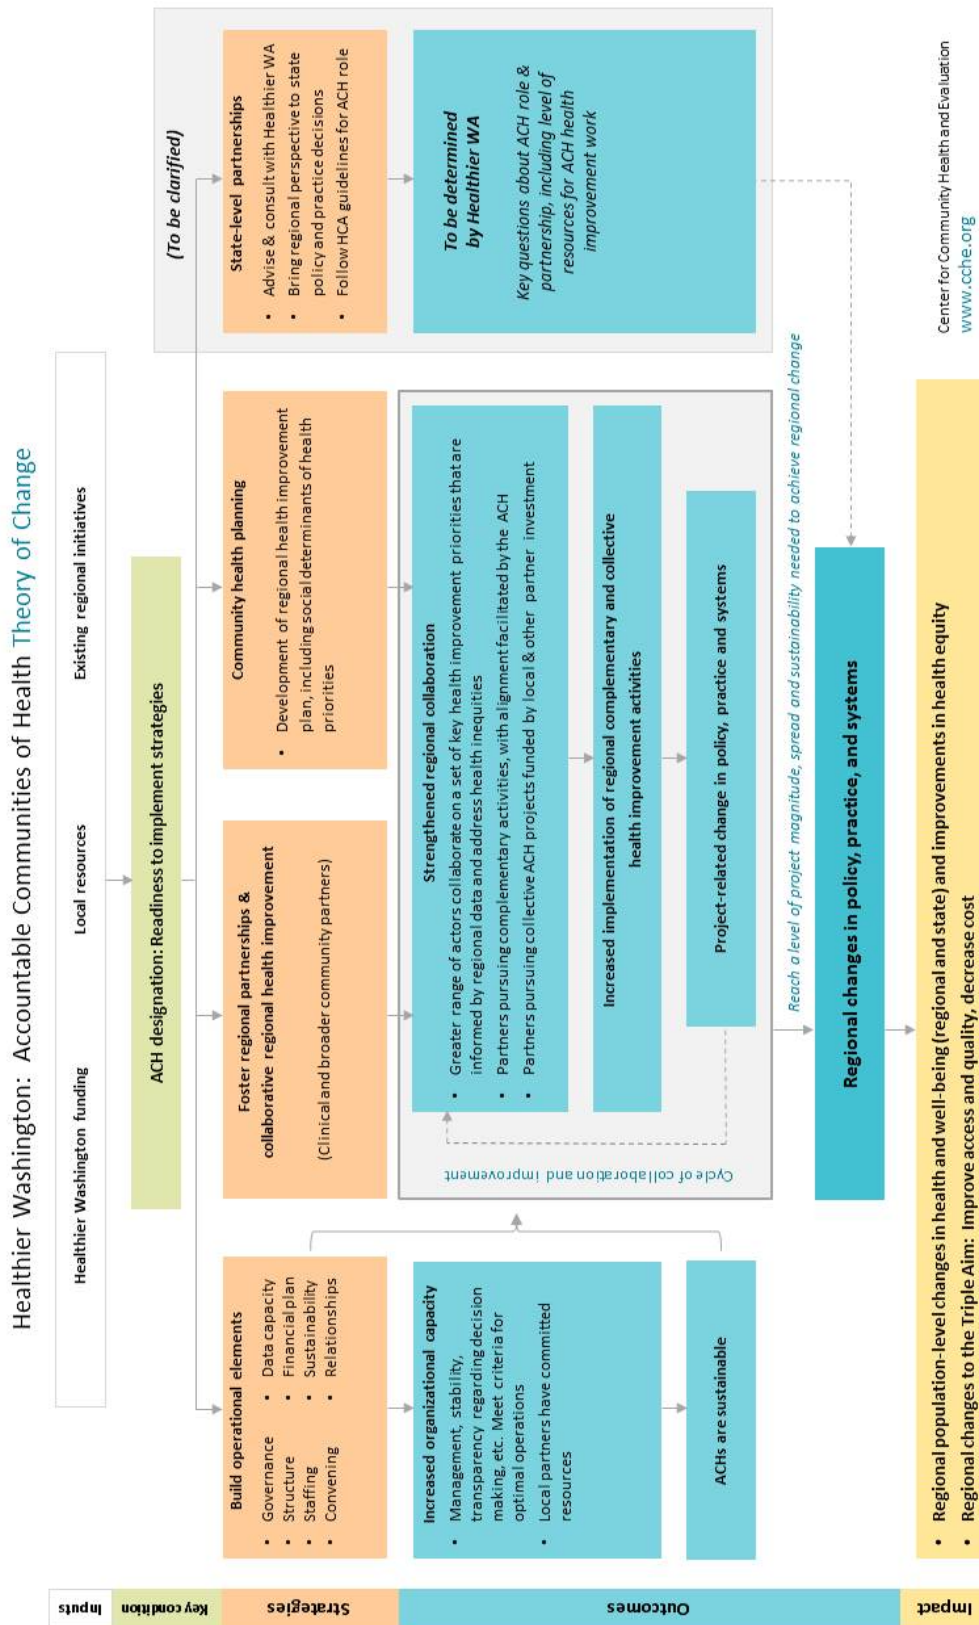 Healthier Washington: Accountable Communities of Health Theory of Change
Inputs
Healthier Washington funding
Local resources
Existing regional initiatives
Key condition
ACH designation: Readiness to implement strategies
Strategies
Build operational elements
• Governance
• Structure
• Staffing
• Convening
• Data capacity
• Financial plan
• Sustainability
• Relationships
Foster regional partnerships &
collaborative regional health improvement
(Clinical and broader community partners)
Community health planning
• Development of regional health improvement
plan, including social determinants of health
priorities
(To be clarified)
State-level partnerships
• Advise & consult with Healthier WA
• Bring regional perspective to state
policy and practice decisions
• Follow HCA guidelines for ACH role
Outcomes
Increased organizational capacity
• Management, stability,
transparency regarding decision
making, etc. Meet criteria for
optimal operations
• Local partners have committed
resources
ACHs are sustainable
Cycle of collaboration and improvement
Strengthened regional collaboration
• Greater range of actors collaborate on a set of key health improvement priorities that are
informed by regional data and address health inequities
• Partners pursuing complementary activities, with alignment facilitated by the ACH
• Partners pursuing collective ACH projects funded by local & other partner investment
Increased implementation of regional complementary and collective
health improvement activities
Project-related change in policy, practice and systems
To be determined
by Healthier WA
Key questions about ACH role &
partnership, including level of
resources for ACH health
improvement work
Reach a level of project magnitude, spread and sustainability needed to achieve regional change
Regional changes in policy, practice, and systems
Impact
• Regional population-level changes in health and well-being (regional and state) and improvements in health equity
• Regional changes to the Triple Aim: Improve access and quality, decrease cost
Center for Community Health and Evaluation
www.cche.org